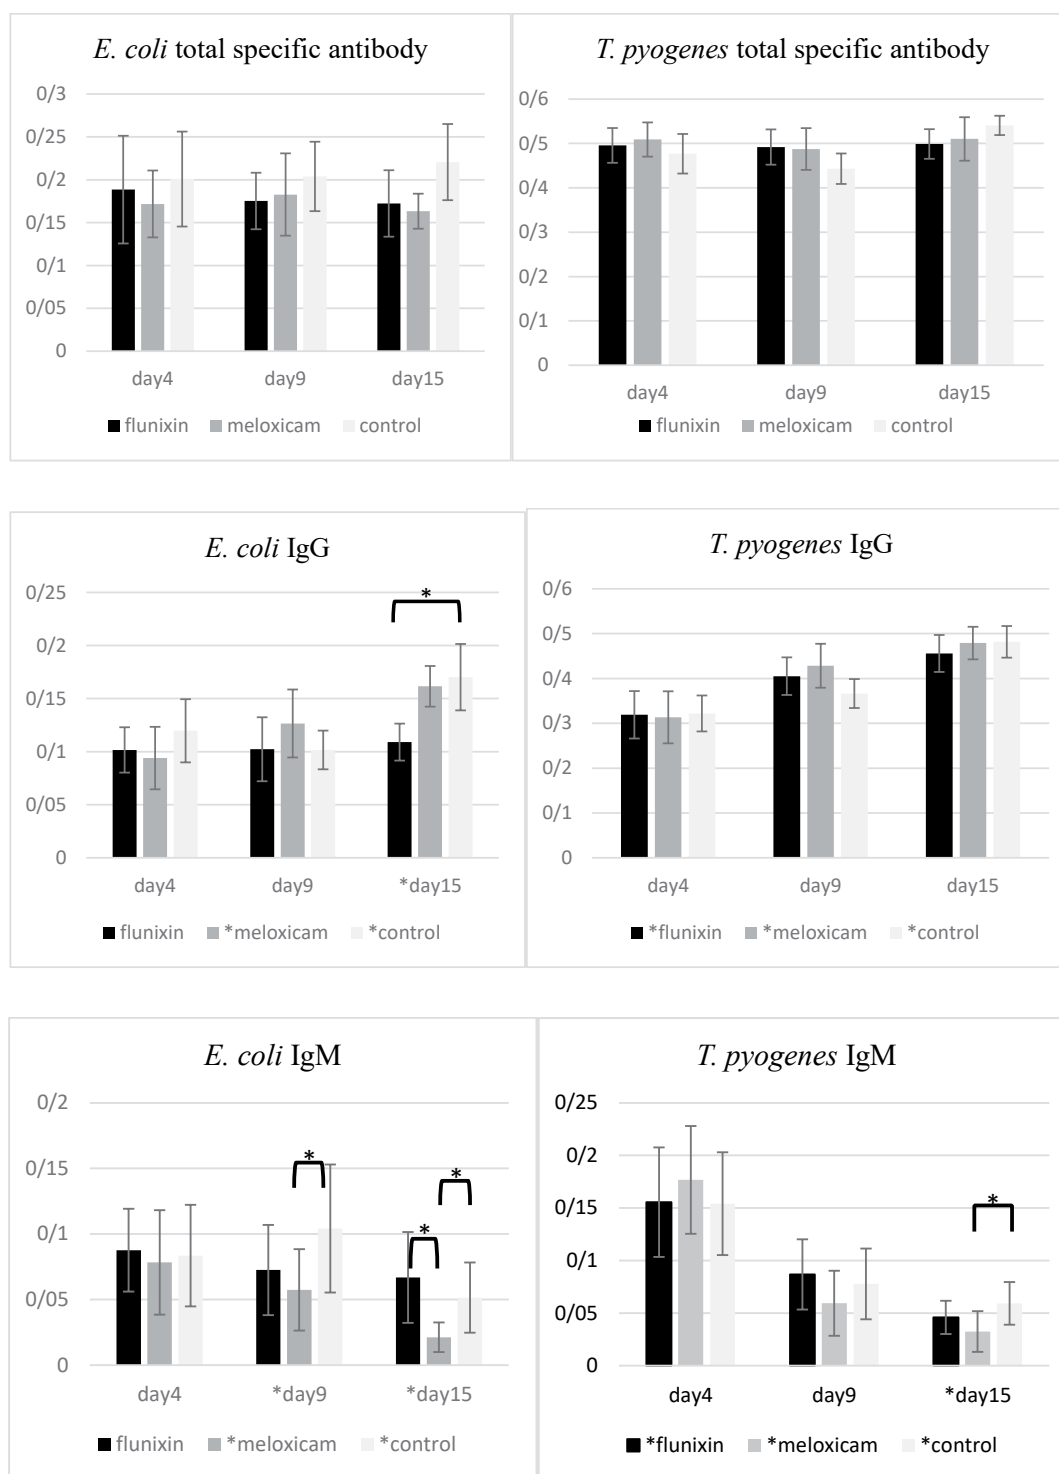 E. coli total specific antibody
0/3
0/25
0/2
0/15
0/1
0/05
0
day4 day9 day15
flunixin meloxicam control
T. pyogenes total specific antibody
0/6
0/5
0/4
0/3
0/2
0/1
0
day4 day9 day15
flunixin meloxicam control
E. coli IgG
0/25
0/2
0/15
0/1
0/05
0
*
day4 day9 *day15
flunixin *meloxicam *control
T. pyogenes IgG
0/6
0/5
0/4
0/3
0/2
0/1
0
day4 day9 day15
*flunixin *meloxicam *control
E. coli IgM
0/2
0/15
0/1
0/05
0
*
*
*
day4 *day9 *day15
flunixin *meloxicam *control
T. pyogenes IgM
0/25
0/2
0/15
0/1
0/05
0
*
day4 day9 *day15
*flunixin *meloxicam *control